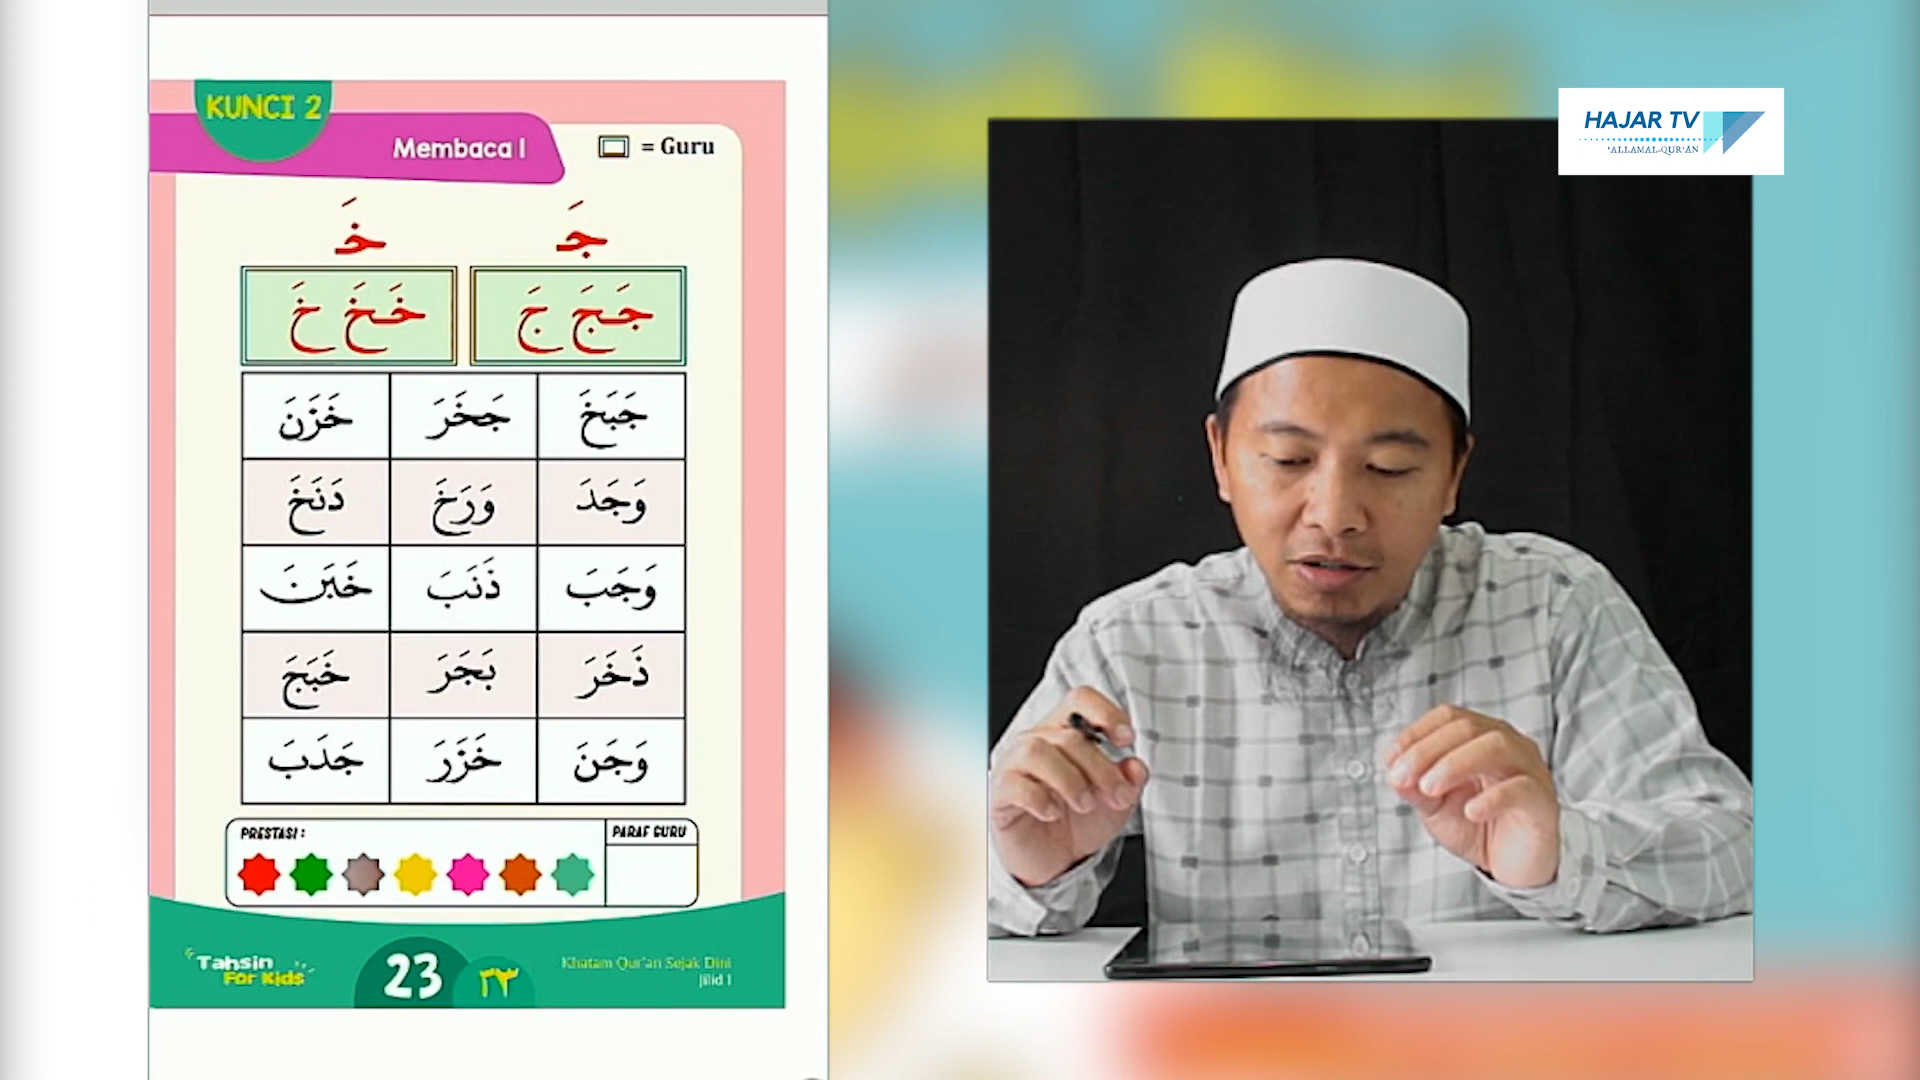 KUNCI 2
Membaca I
= Guru
جَـ خَـ
جَجَجَ خَخَخَ
جَبَخَ جَخَرَ خَزَنَ
وَجَدَ وَرَخَ دَنَخَ
وَجَبَ ذَنَبَ خَبَزَنَ
ذَخَرَ بَجَرَ خَبَجَ
وَجَنَ خَزَرَ جَدَبَ
PRESTASI :
PARAF GURU
Tahsin
For Kids
23
٢٣
Khatam Qur'an Sejak Dini
Jilid 1
HAJAR TV
'ALLAMAL-QUR'AN